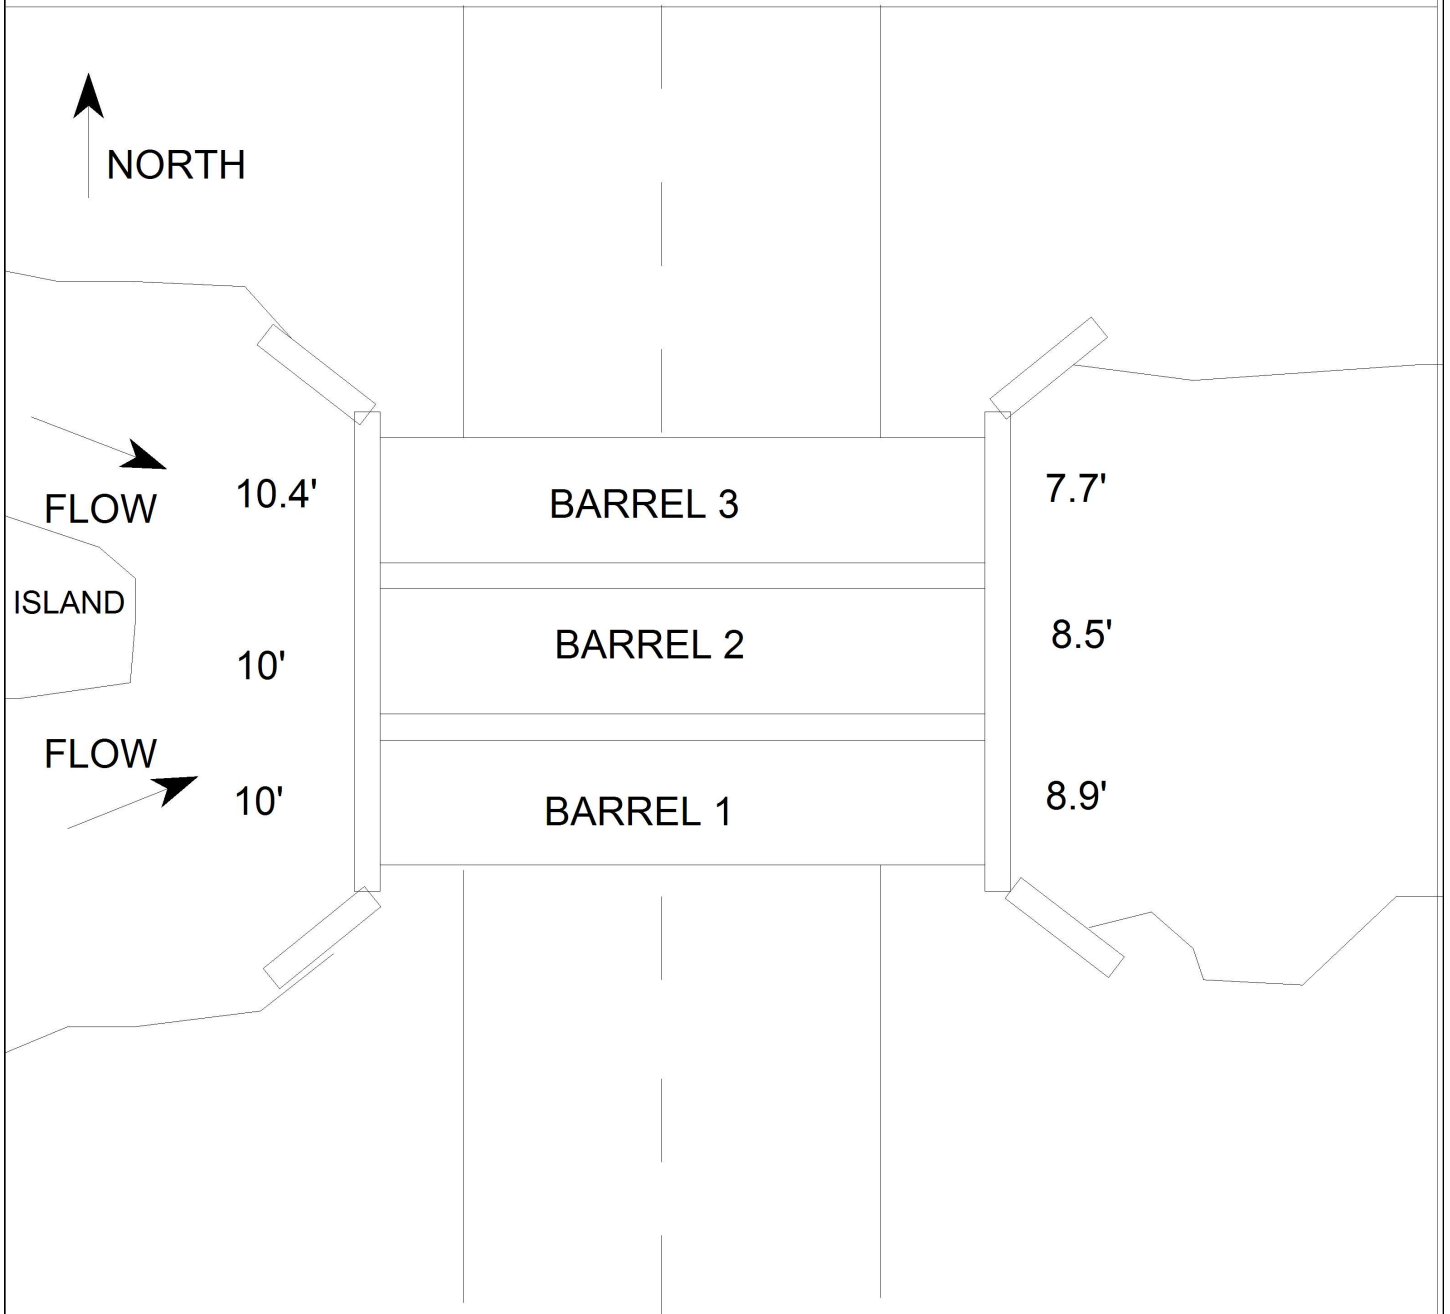 NORTH
FLOW
10.4'
BARREL 3
7.7'
ISLAND
10'
BARREL 2
8.5'
FLOW
10'
BARREL 1
8.9'